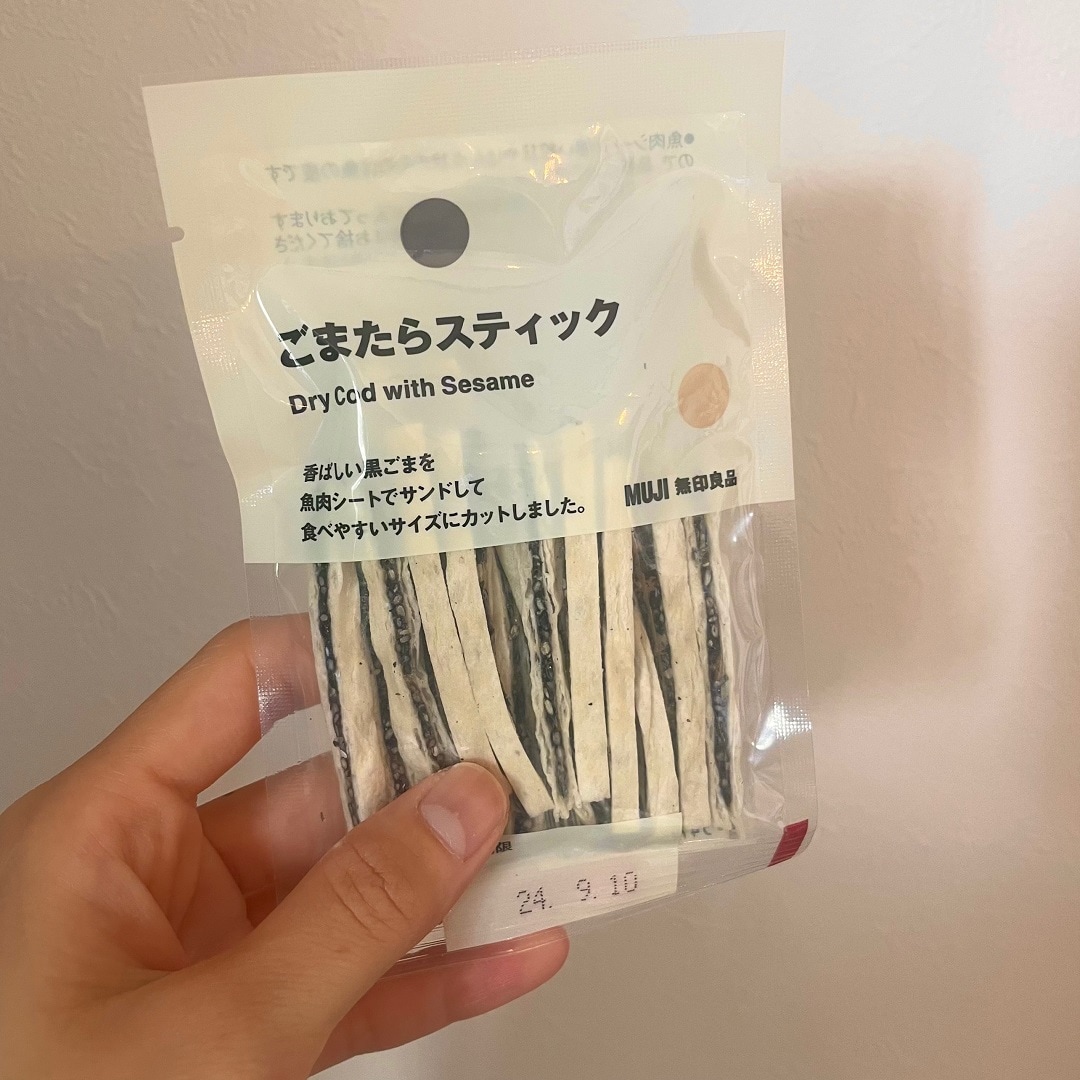 ごまたらスティック
Dry Cod with Sesame
香ばしい黒ごまを
魚肉シートでサンドして
食べやすいサイズにカットしました。
MUJI 無印良品
限
24. 9.10